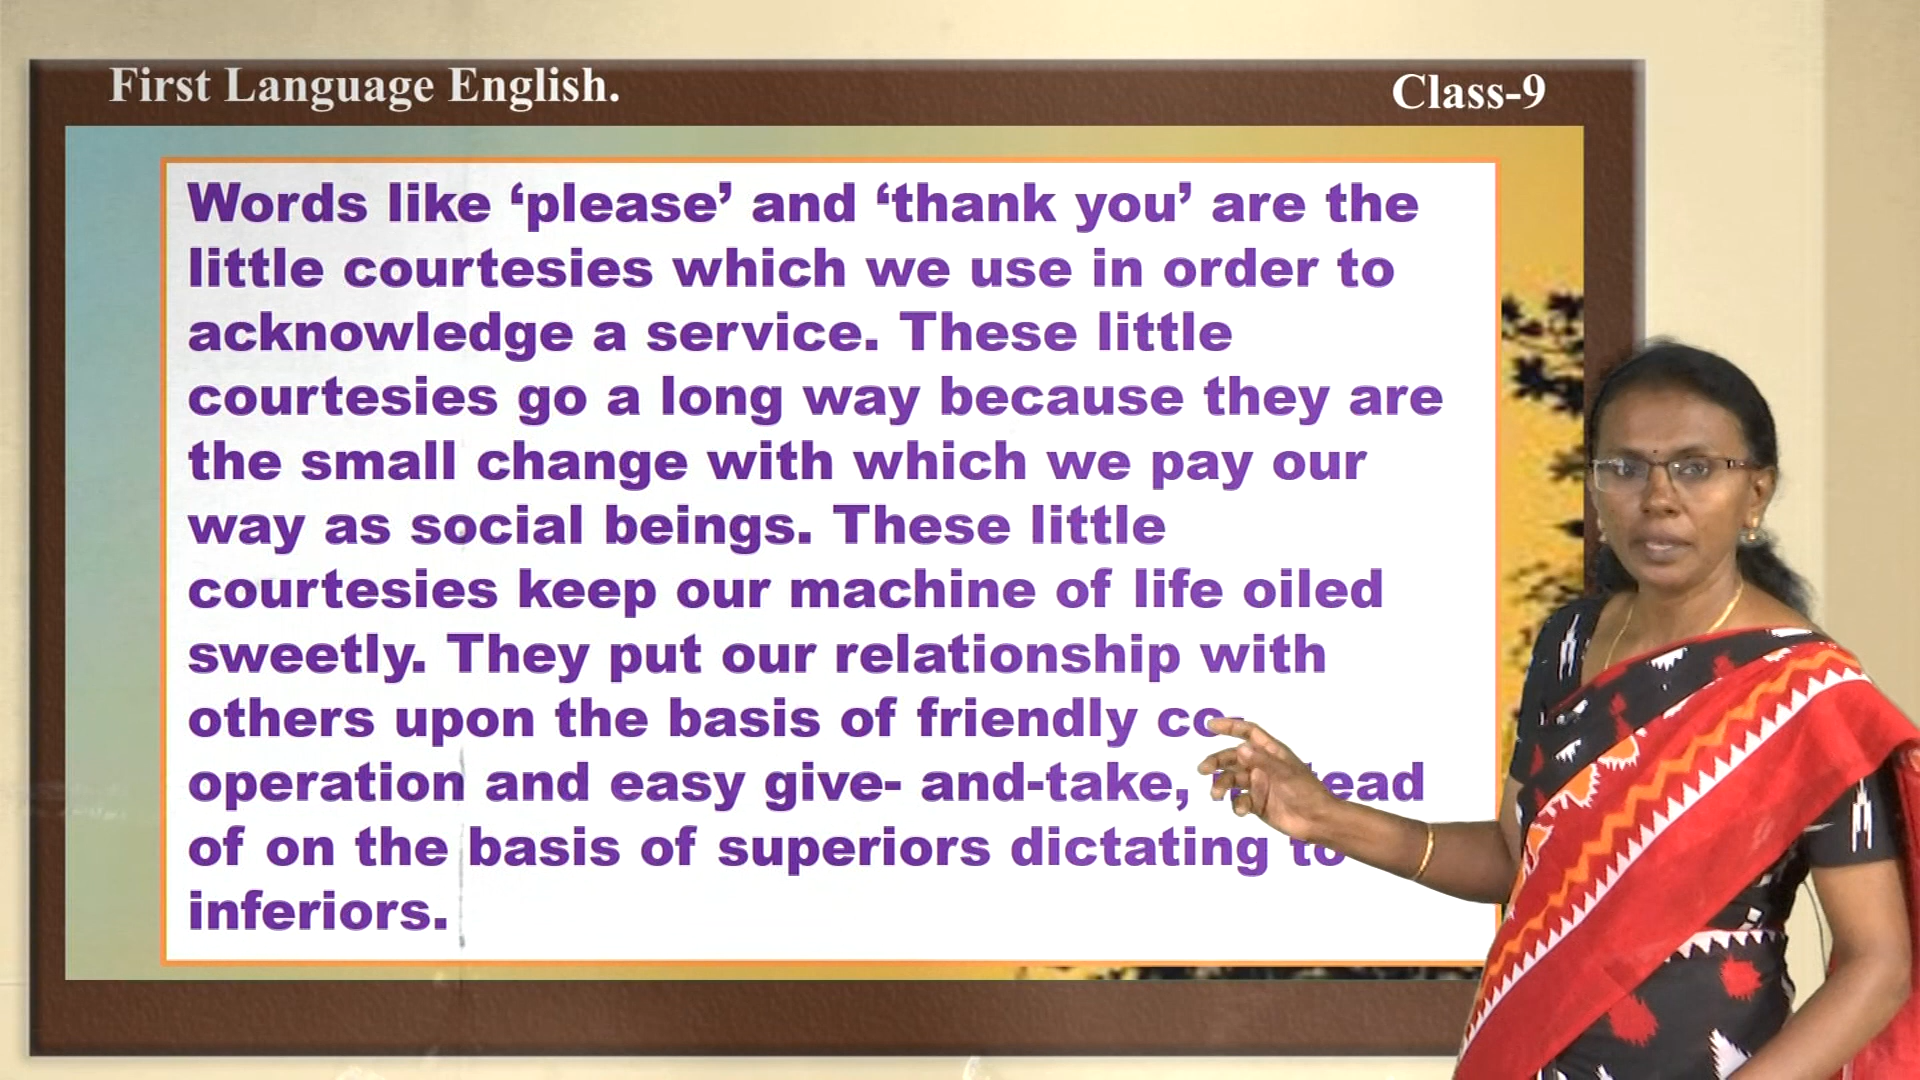 First Language English.
Class-9
Words like ‘please’ and ‘thank you’ are the
little courtesies which we use in order to
acknowledge a service. These little
courtesies go a long way because they are
the small change with which we pay our
way as social beings. These little
courtesies keep our machine of life oiled
sweetly. They put our relationship with
others upon the basis of friendly co-
operation and easy give- and-take, instead
of on the basis of superiors dictating to
inferiors.